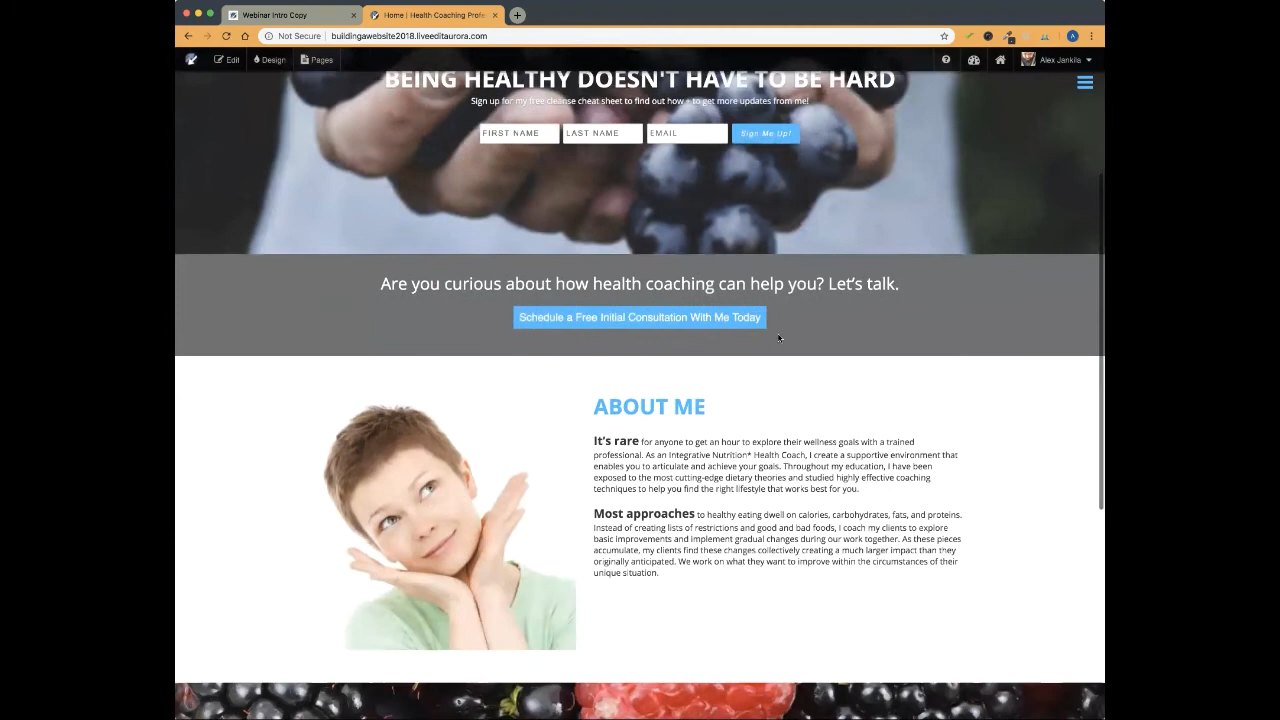 Webinar Intro Copy
Home | Health Coaching Profe
Not Secure | buildingawebsite2018.liveeditaurora.com
Edit Design Pages Alex Jankila
BEING HEALTHY DOESN'T HAVE TO BE HARD
Sign up for my free cleanse cheat sheet to find out how + to get more updates from me!
FIRST NAME LAST NAME EMAIL Sign Me Up!
Are you curious about how health coaching can help you? Let's talk.
Schedule a Free Initial Consultation With Me Today
ABOUT ME
It's rare for anyone to get an hour to explore their wellness goals with a trained
professional. As an Integrative Nutrition* Health Coach, I create a supportive environment that
enables you to articulate and achieve your goals. Throughout my education, I have been
exposed to the most cutting-edge dietary theories and studied highly effective coaching
techniques to help you find the right lifestyle that works best for you.
Most approaches to healthy eating dwell on calories, carbohydrates, fats, and proteins.
Instead of creating lists of restrictions and good and bad foods, I coach my clients to explore
basic improvements and implement gradual changes during our work together. As these pieces
accumulate, my clients find these changes collectively creating a much larger impact than they
originally anticipated. We work on what they want to improve within the circumstances of their
unique situation.